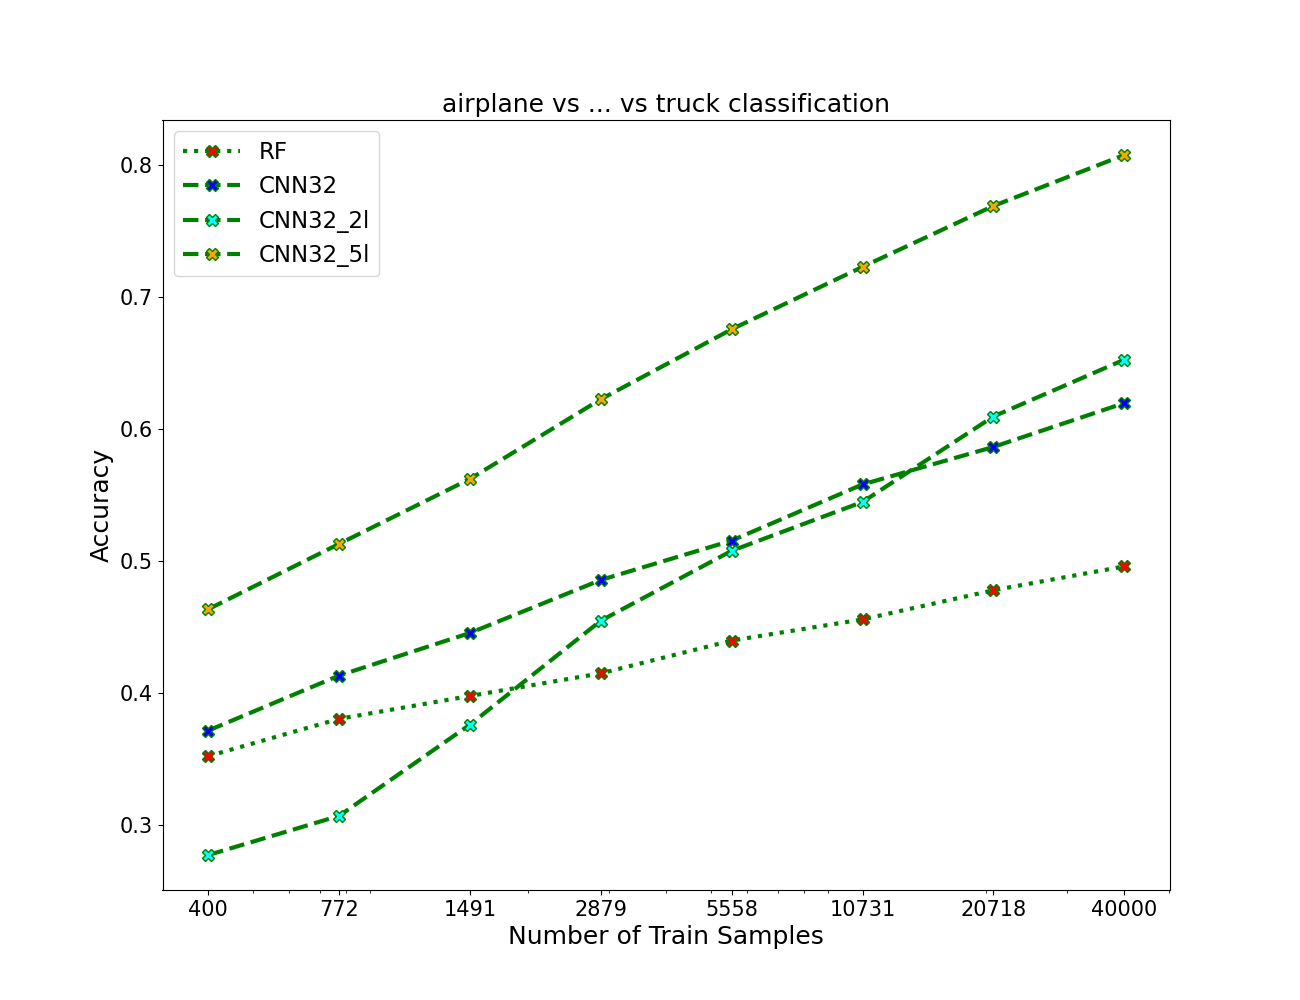 airplane vs ... vs truck classification
RF
CNN32
CNN32_2l
CNN32_5l
0.8
0.7
0.6
0.5
0.4
0.3
Accuracy
400 772 1491 2879 5558 10731 20718 40000
Number of Train Samples